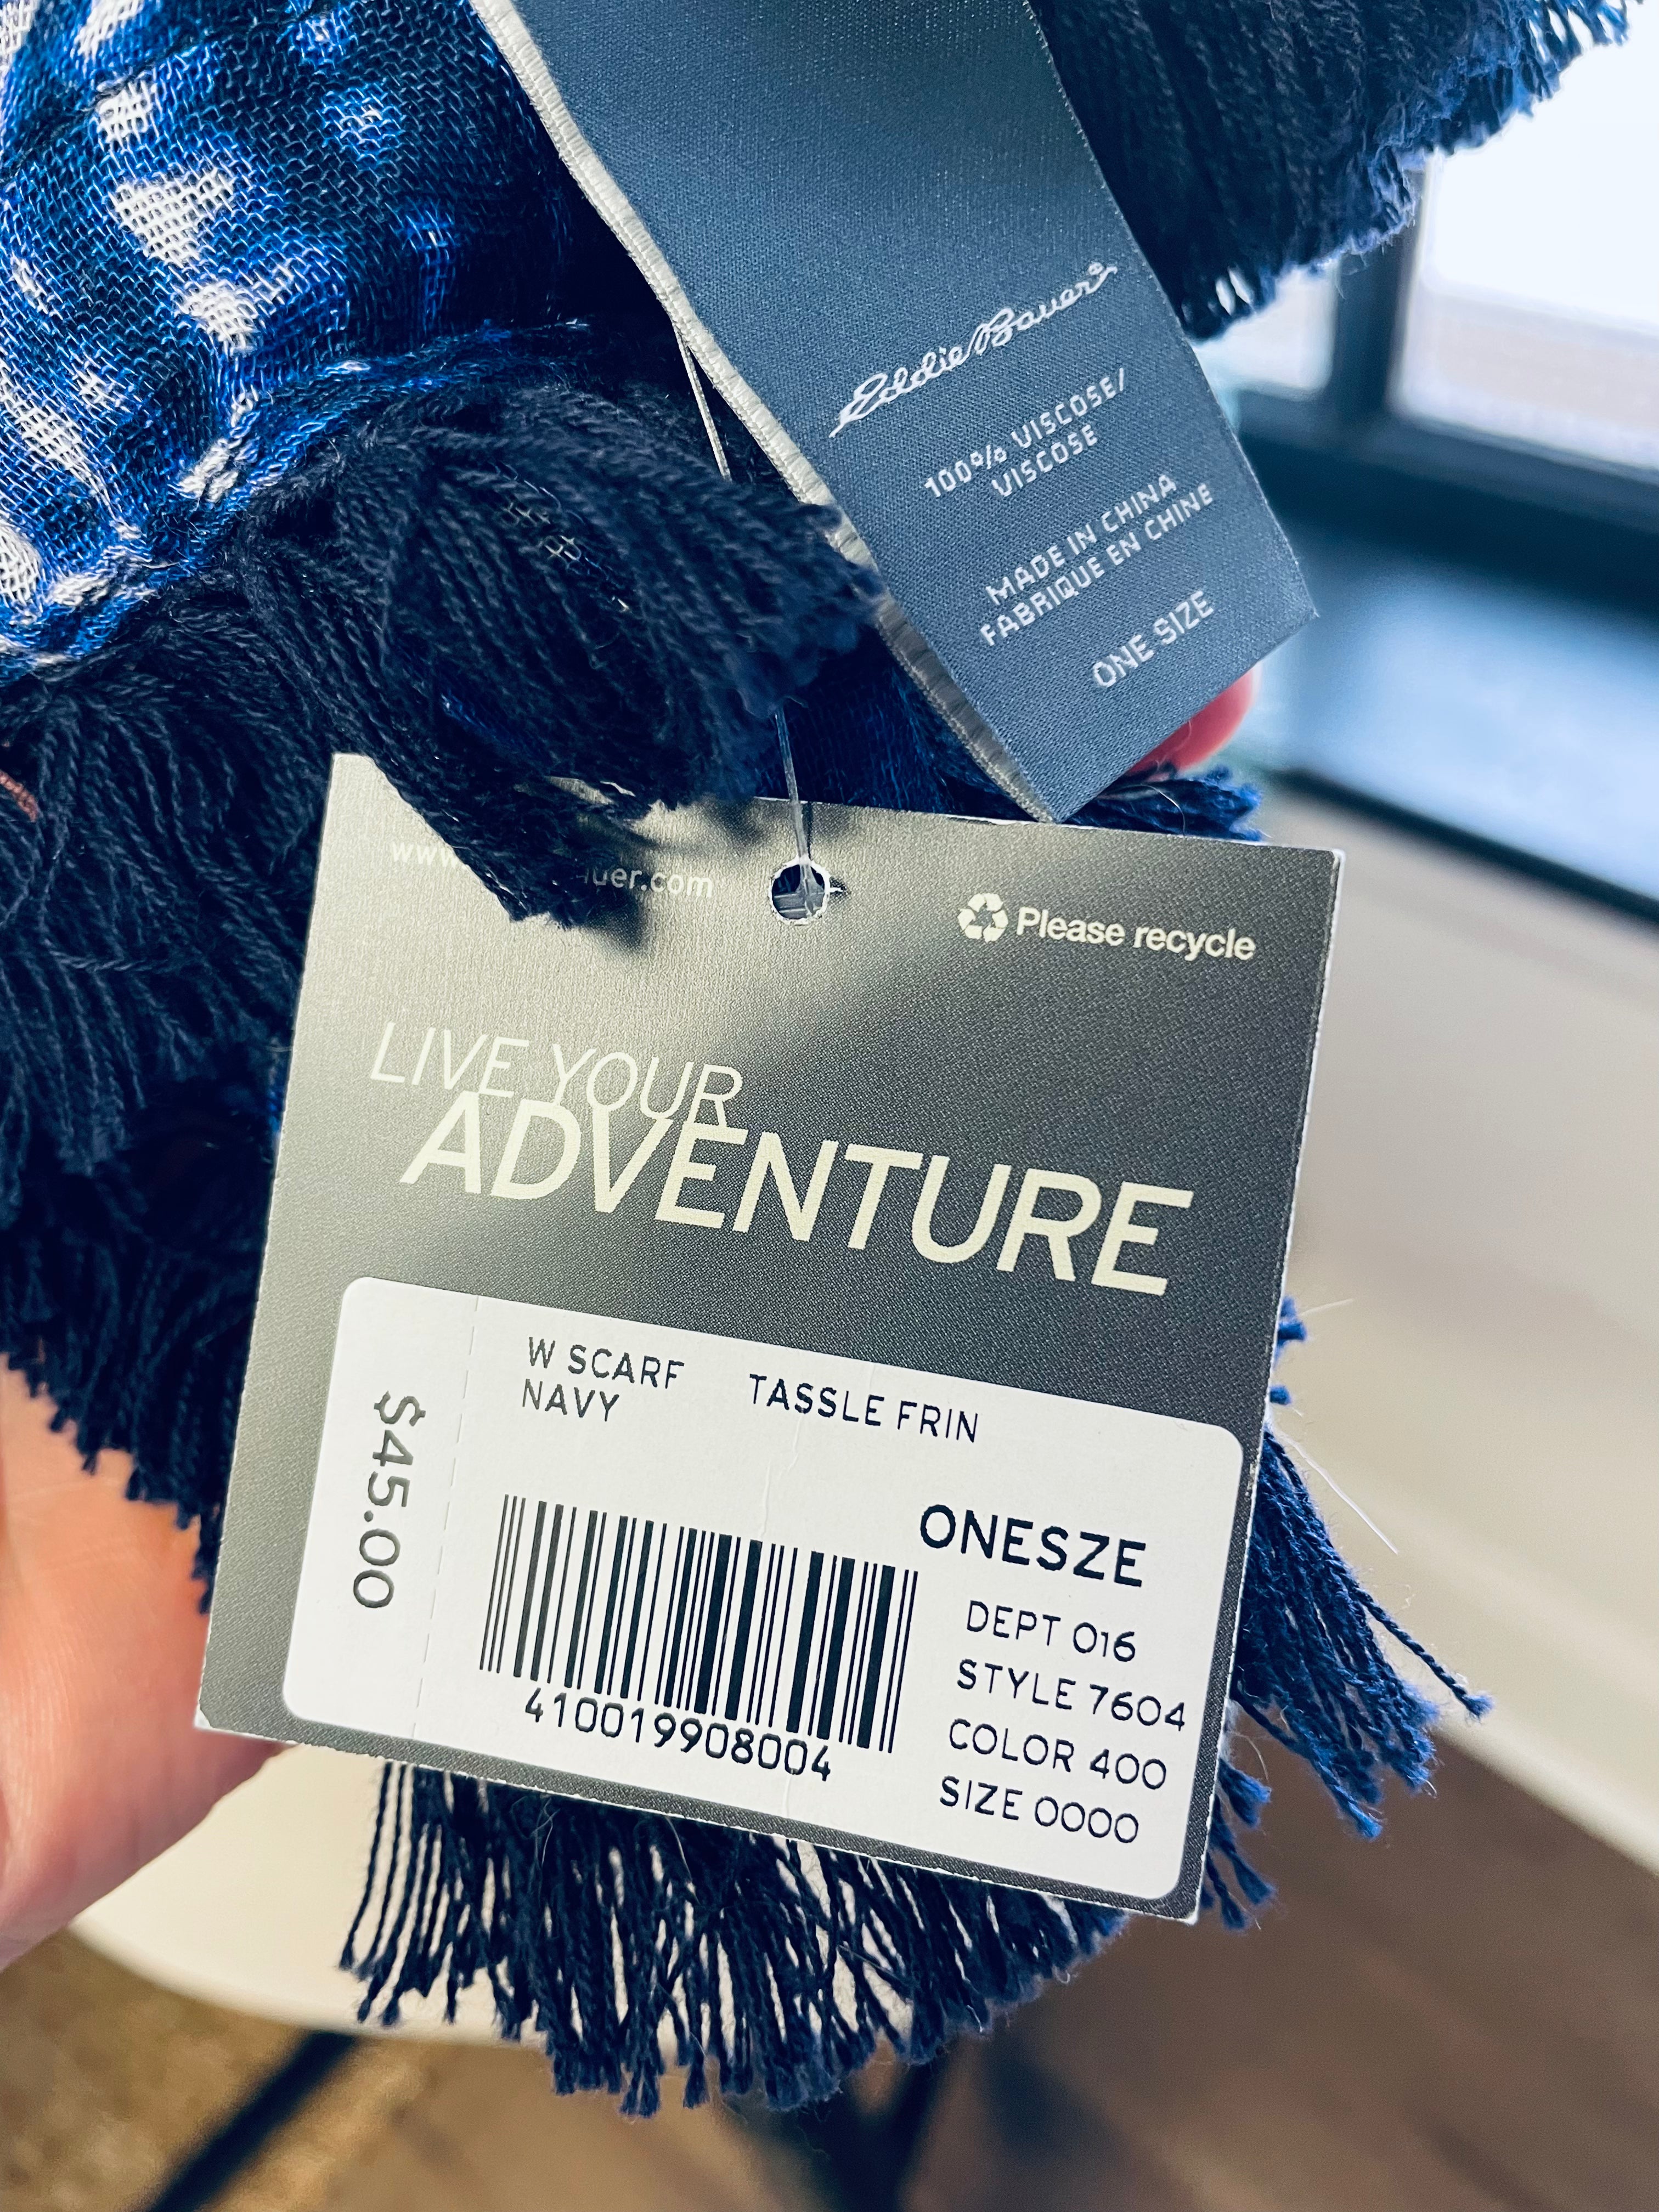 Eddie Bauer®
100% VISCOSE/
VISCOSE
MADE IN CHINA
FABRIQUE EN CHINE
ONE SIZE
Please recycle
LIVE YOUR
ADVENTURE
W SCARF TASSLE FRIN
NAVY
$45.00
ONESZE
410019908004
DEPT 016
STYLE 7604
COLOR 400
SIZE 0000